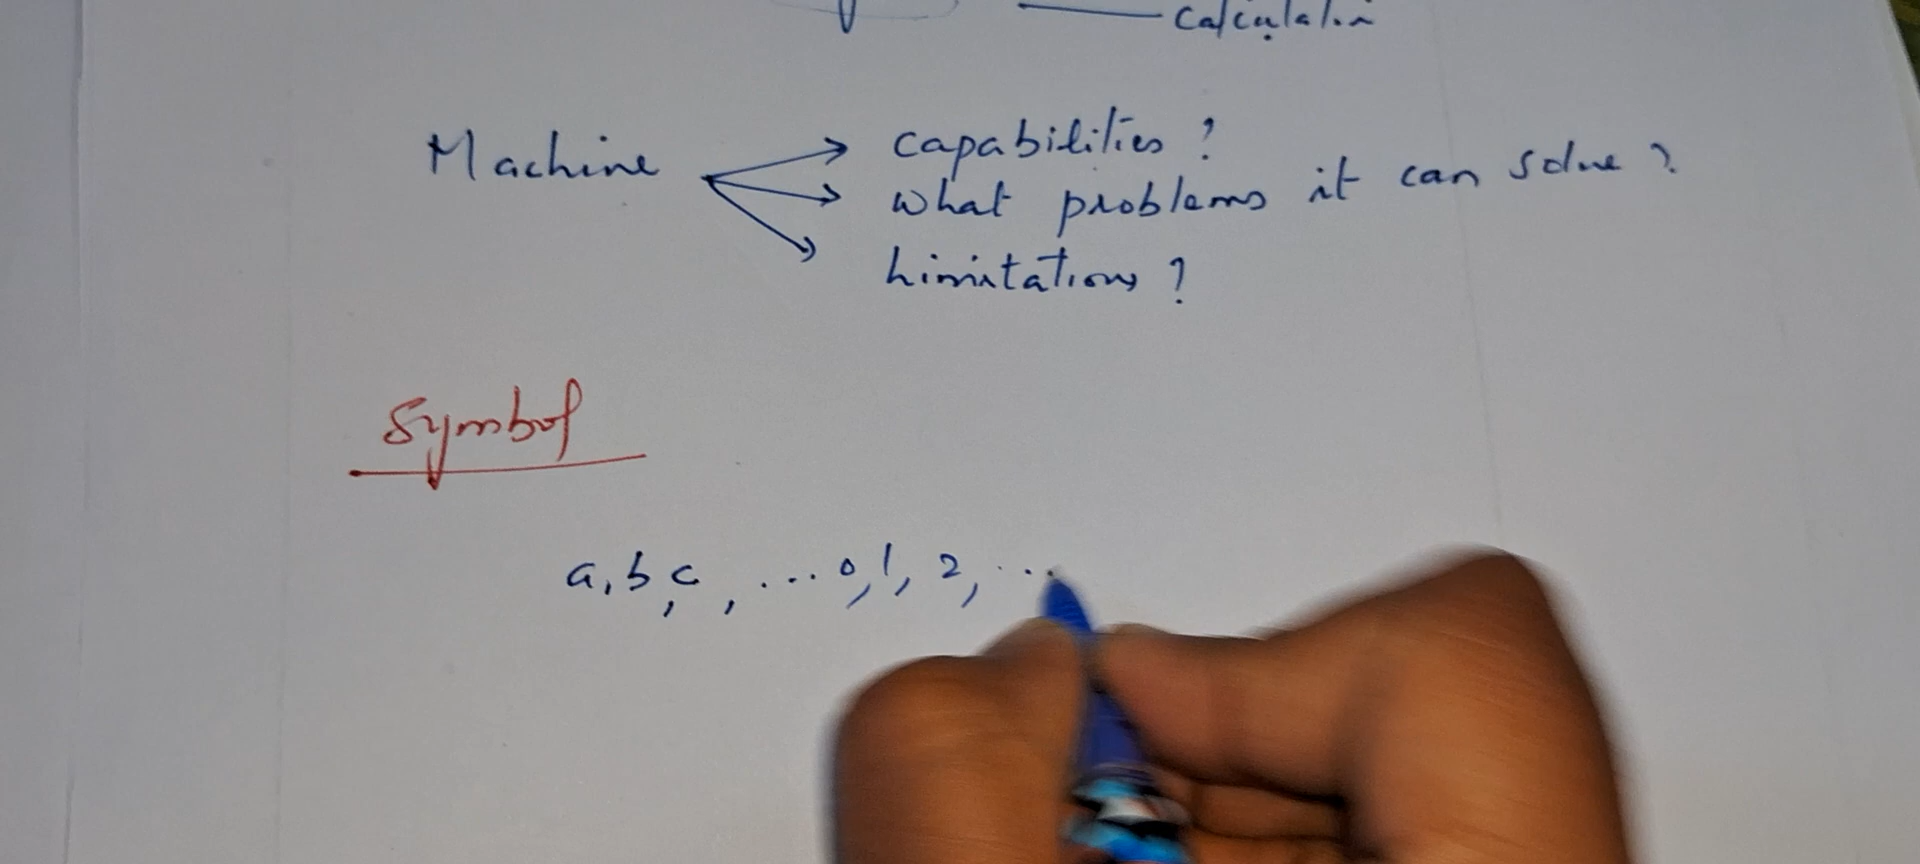 Calculation
Machine
capabilities ?
what problems it can solve ?
Limitations ?
Symbol
a, b, c, ... 0, 1, 2, ...